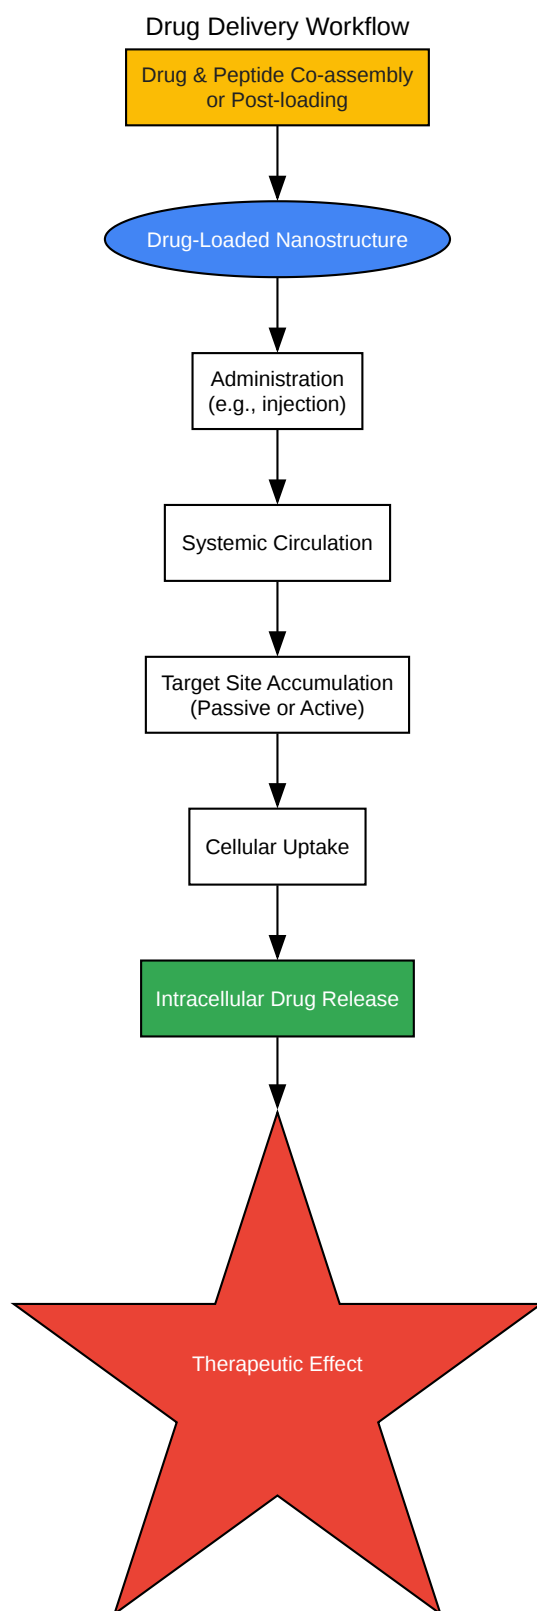 Drug Delivery Workflow
Drug & Peptide Co-assembly
or Post-loading
Drug-Loaded Nanostructure
Administration
(e.g., injection)
Systemic Circulation
Target Site Accumulation
(Passive or Active)
Cellular Uptake
Intracellular Drug Release
Therapeutic Effect